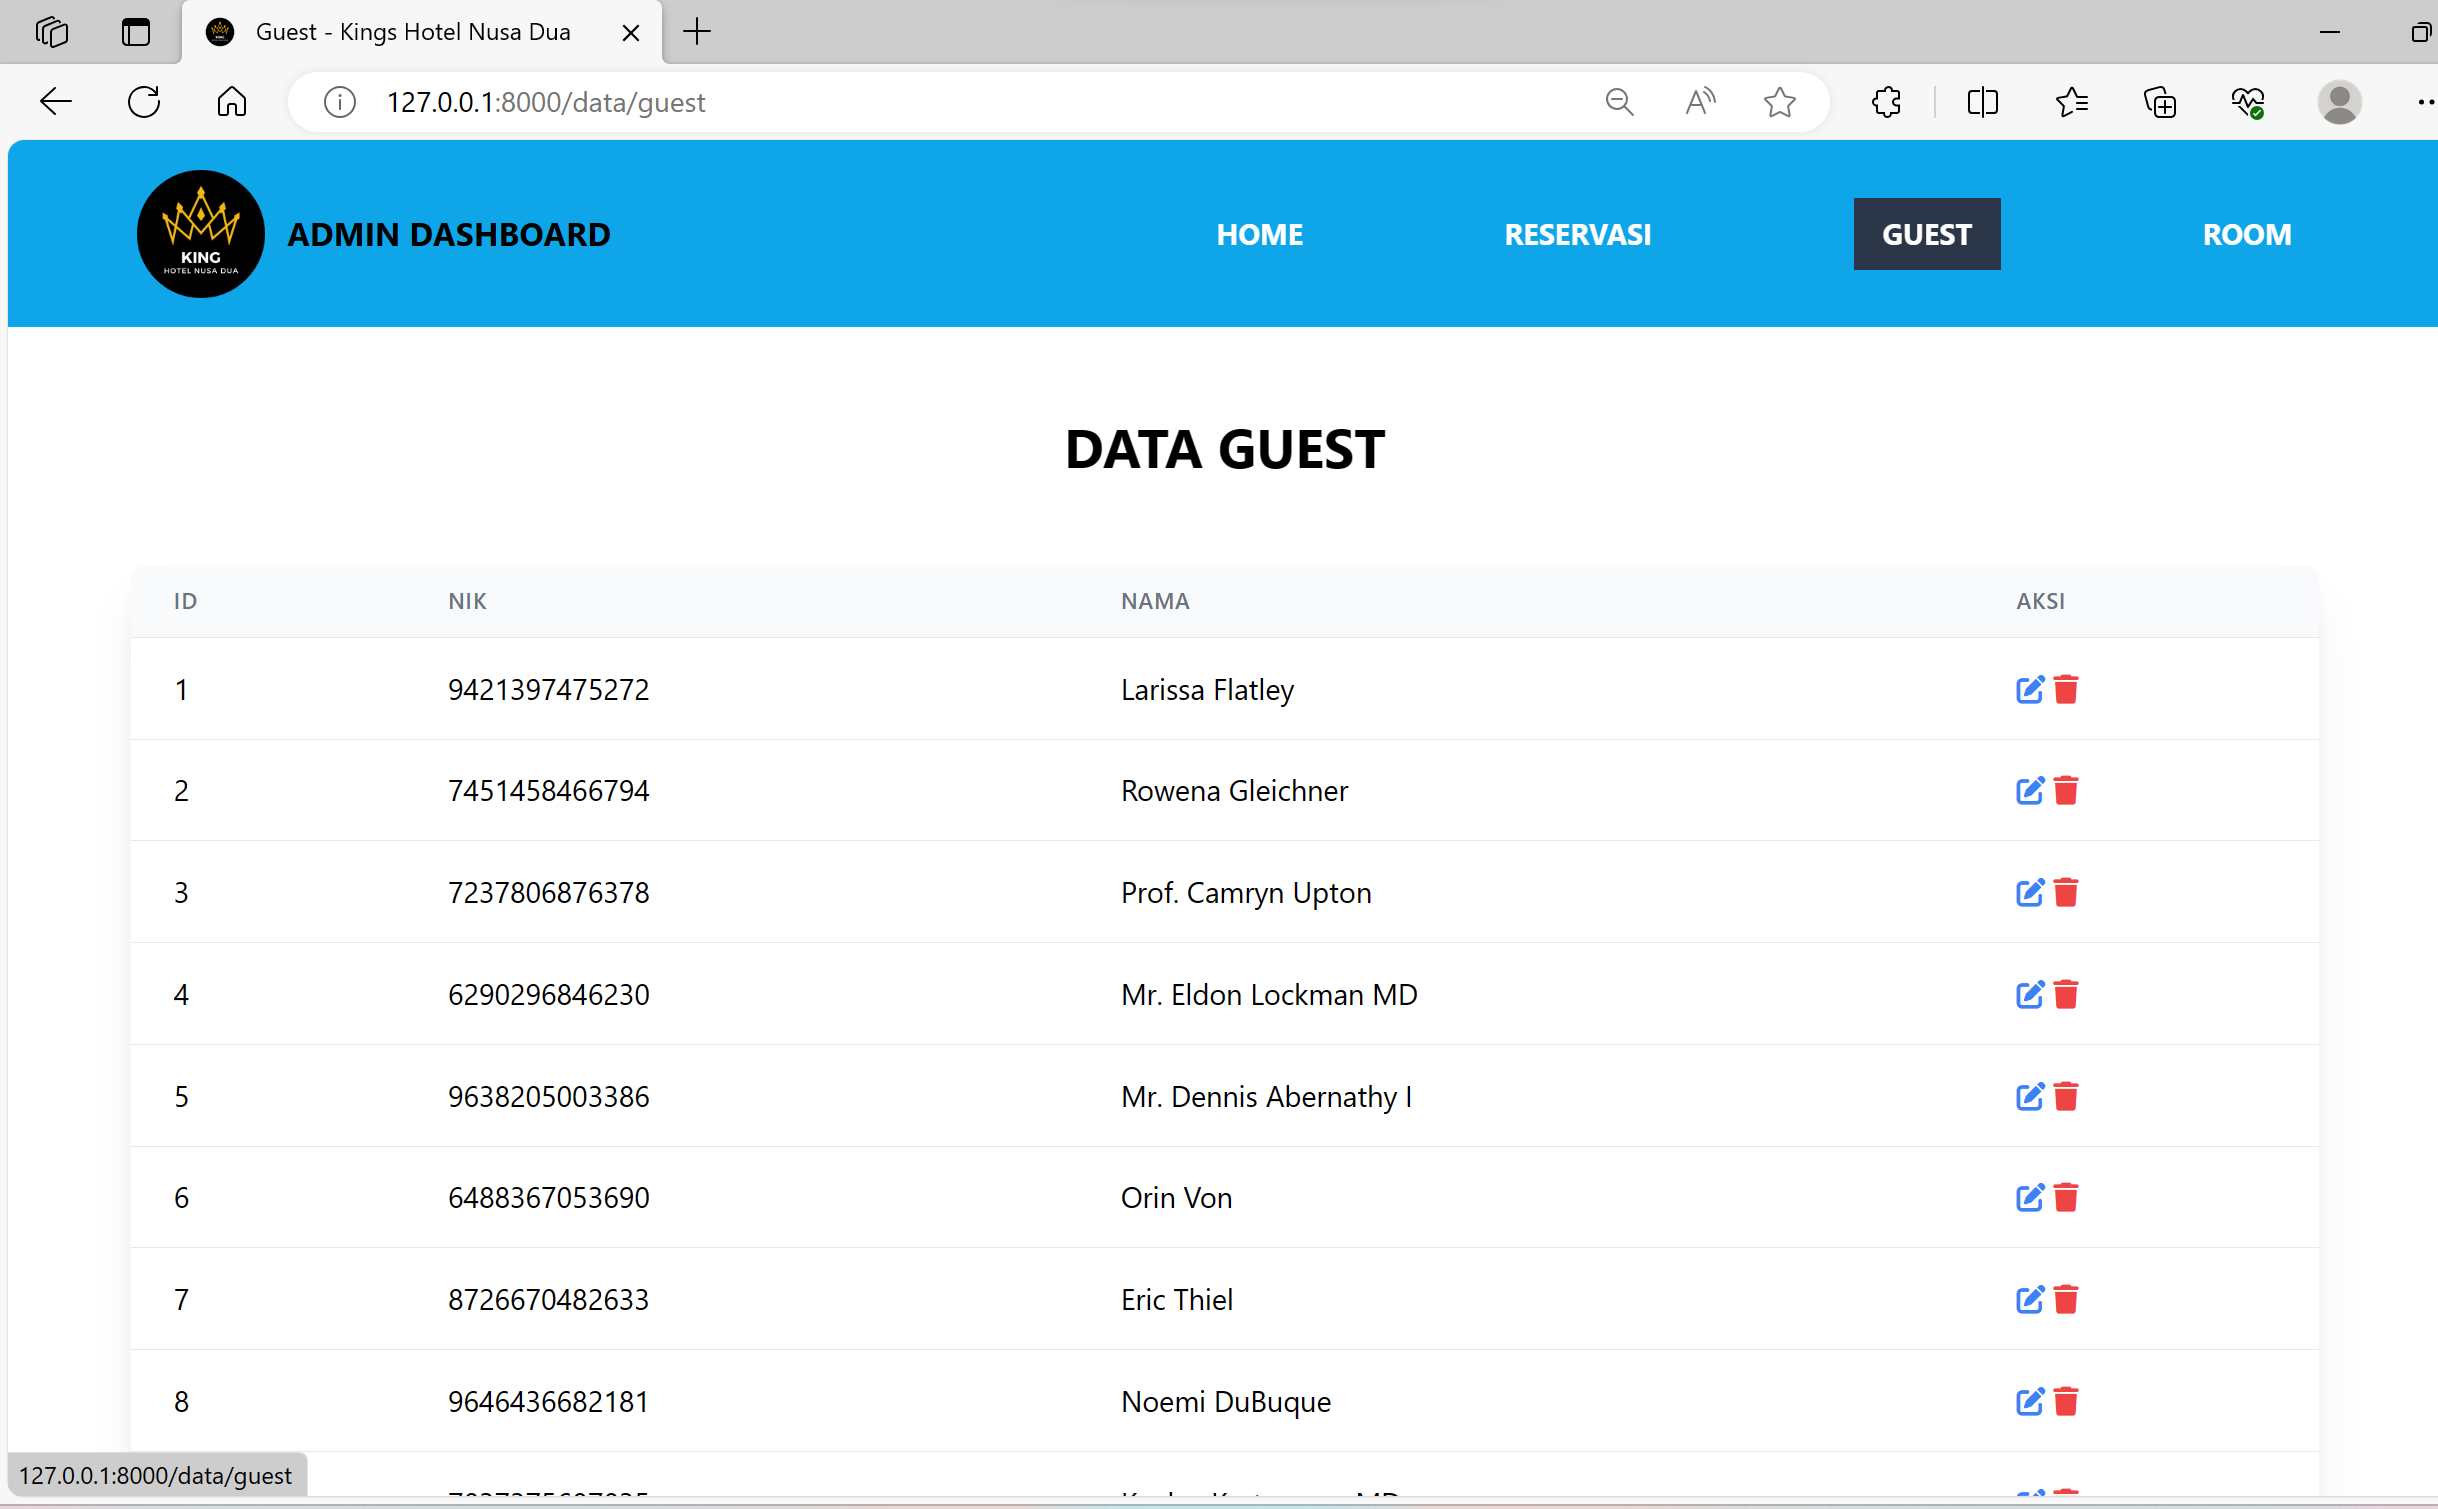 Guest - Kings Hotel Nusa Dua
127.0.0.1:8000/data/guest
KING
HOTEL NUSA DUA
ADMIN DASHBOARD HOME RESERVASI GUEST ROOM
DATA GUEST
ID NIK NAMA AKSI
1 9421397475272 Larissa Flatley
2 7451458466794 Rowena Gleichner
3 7237806876378 Prof. Camryn Upton
4 6290296846230 Mr. Eldon Lockman MD
5 9638205003386 Mr. Dennis Abernathy I
6 6488367053690 Orin Von
7 8726670482633 Eric Thiel
8 9646436682181 Noemi DuBuque
127.0.0.1:8000/data/guest